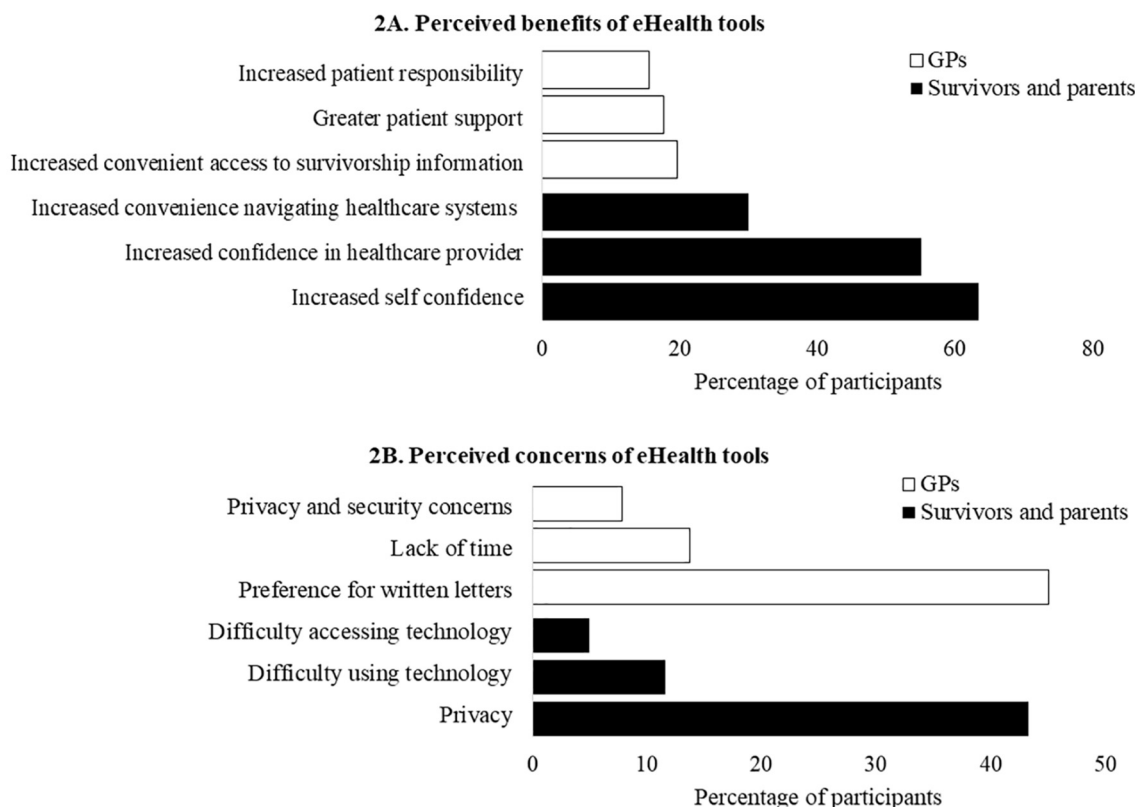 2A. Perceived benefits of eHealth tools
GPs
Survivors and parents
Increased patient responsibility
Greater patient support
Increased convenient access to survivorship information
Increased convenience navigating healthcare systems
Increased confidence in healthcare provider
Increased self confidence
0 20 40 60 80
Percentage of participants
2B. Perceived concerns of eHealth tools
GPs
Survivors and parents
Privacy and security concerns
Lack of time
Preference for written letters
Difficulty accessing technology
Difficulty using technology
Privacy
0 10 20 30 40 50
Percentage of participants